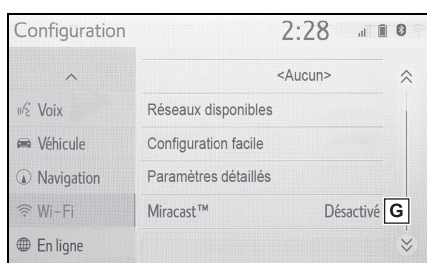 Configuration 2:28
<Aucun>
Voix Réseaux disponibles
Véhicule Configuration facile
Navigation Paramètres détaillés
Wi-Fi Miracast™ Désactivé G
En ligne